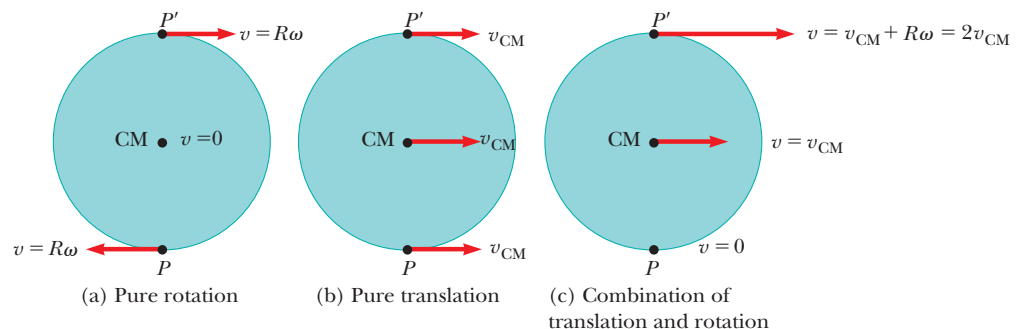 P′
v = Rω
CM v = 0
v = Rω
P
(a) Pure rotation
P′
v_CM
CM v_CM
v_CM
P
(b) Pure translation
P′
v = v_CM + Rω = 2v_CM
CM v = v_CM
v = 0
P
(c) Combination of
translation and rotation